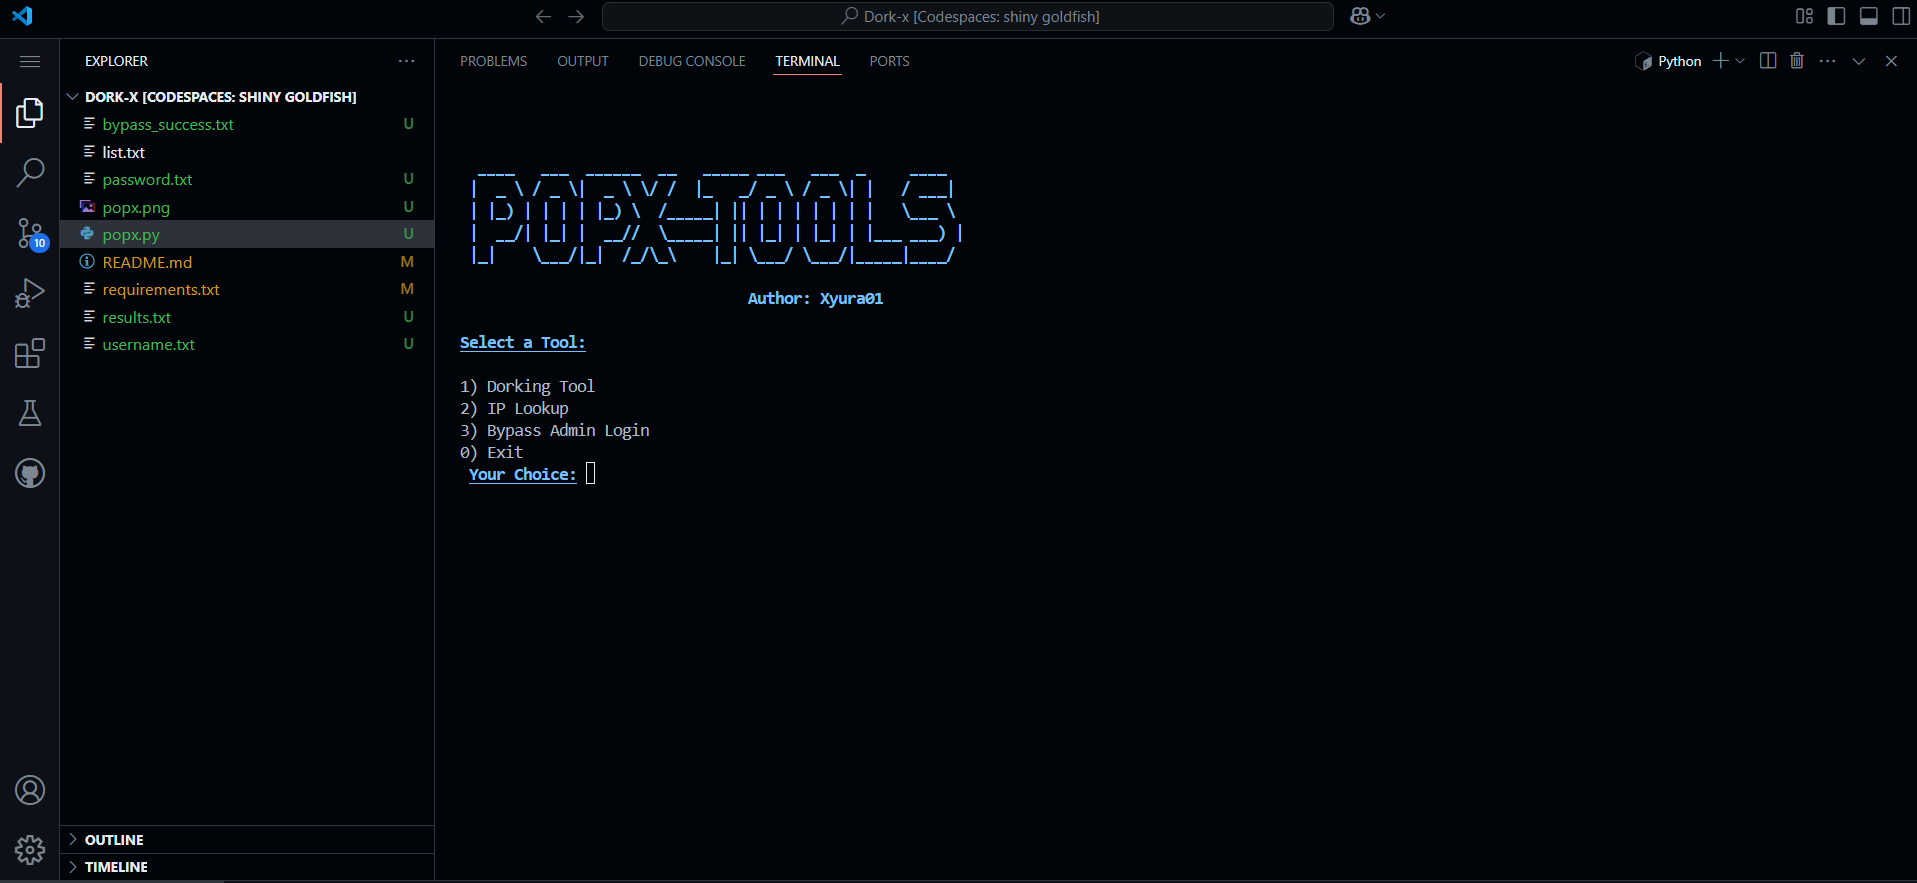 Dork-x [Codespaces: shiny goldfish]
EXPLORER
DORK-X [CODESPACES: SHINY GOLDFISH]
bypass_success.txt U
list.txt
password.txt U
popx.png U
popx.py U
README.md M
requirements.txt M
results.txt U
username.txt U
10
OUTLINE
TIMELINE
PROBLEMS OUTPUT DEBUG CONSOLE TERMINAL PORTS
Python
POPX-TOOLS
Author: Xyura01
Select a Tool:
1) Dorking Tool
2) IP Lookup
3) Bypass Admin Login
0) Exit
Your Choice: